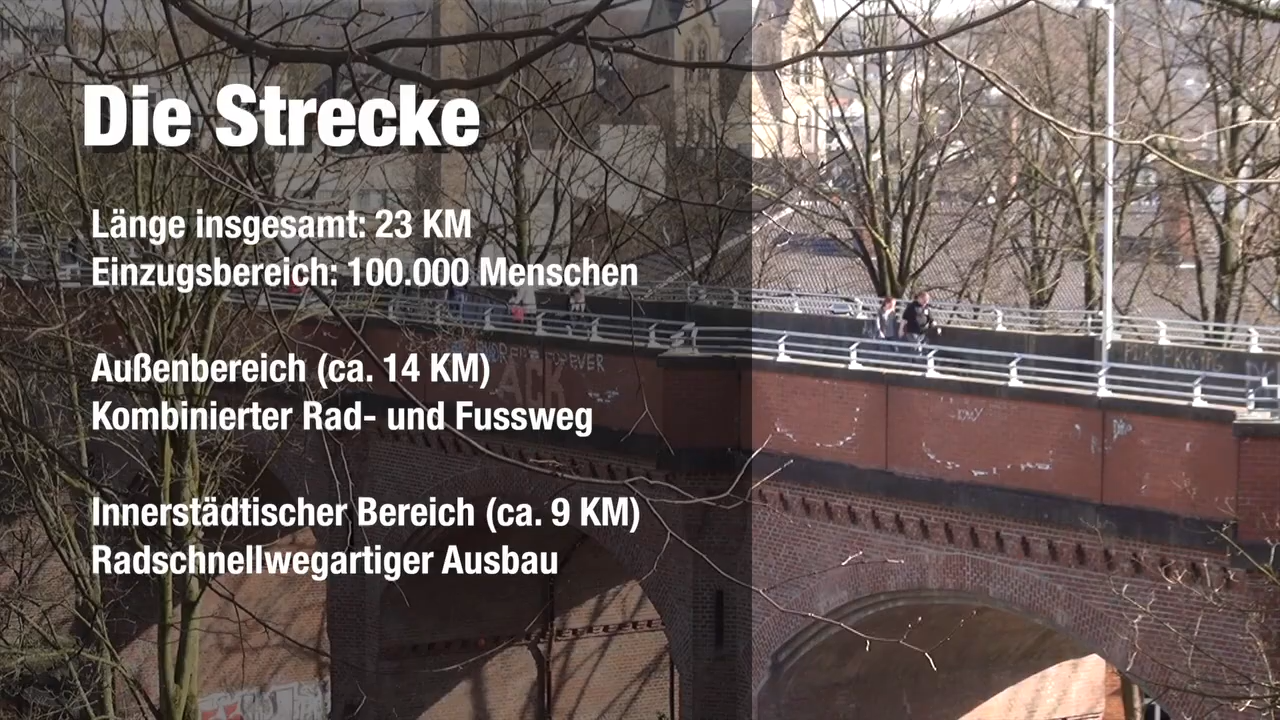 Die Strecke
Länge insgesamt: 23 KM
Einzugsbereich: 100.000 Menschen
Außenbereich (ca. 14 KM)
Kombinierter Rad- und Fussweg
Innerstädtischer Bereich (ca. 9 KM)
Radschnellwegartiger Ausbau